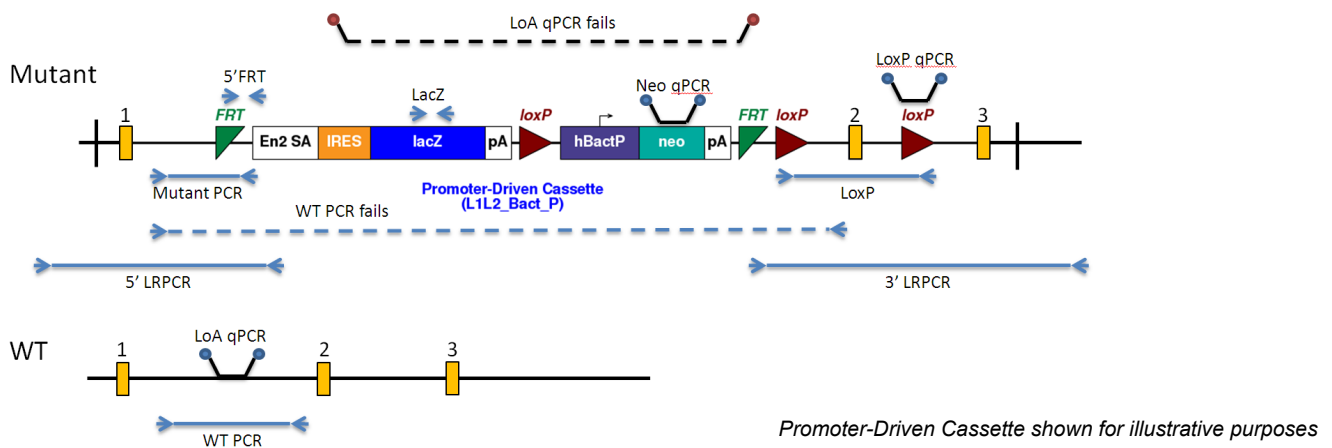 LoA qPCR fails
Mutant
5'FRT
LacZ
Neo qPCR
LoxP qPCR
1
FRT
loxP
FRT
loxP
2
loxP
3
En2 SA
IRES
lacZ
pA
hBactP
neo
pA
Mutant PCR
Promoter-Driven Cassette
(L1L2_Bact_P)
LoxP
WT PCR fails
5' LRPCR
3' LRPCR
WT
LoA qPCR
1
2
3
WT PCR
Promoter-Driven Cassette shown for illustrative purposes